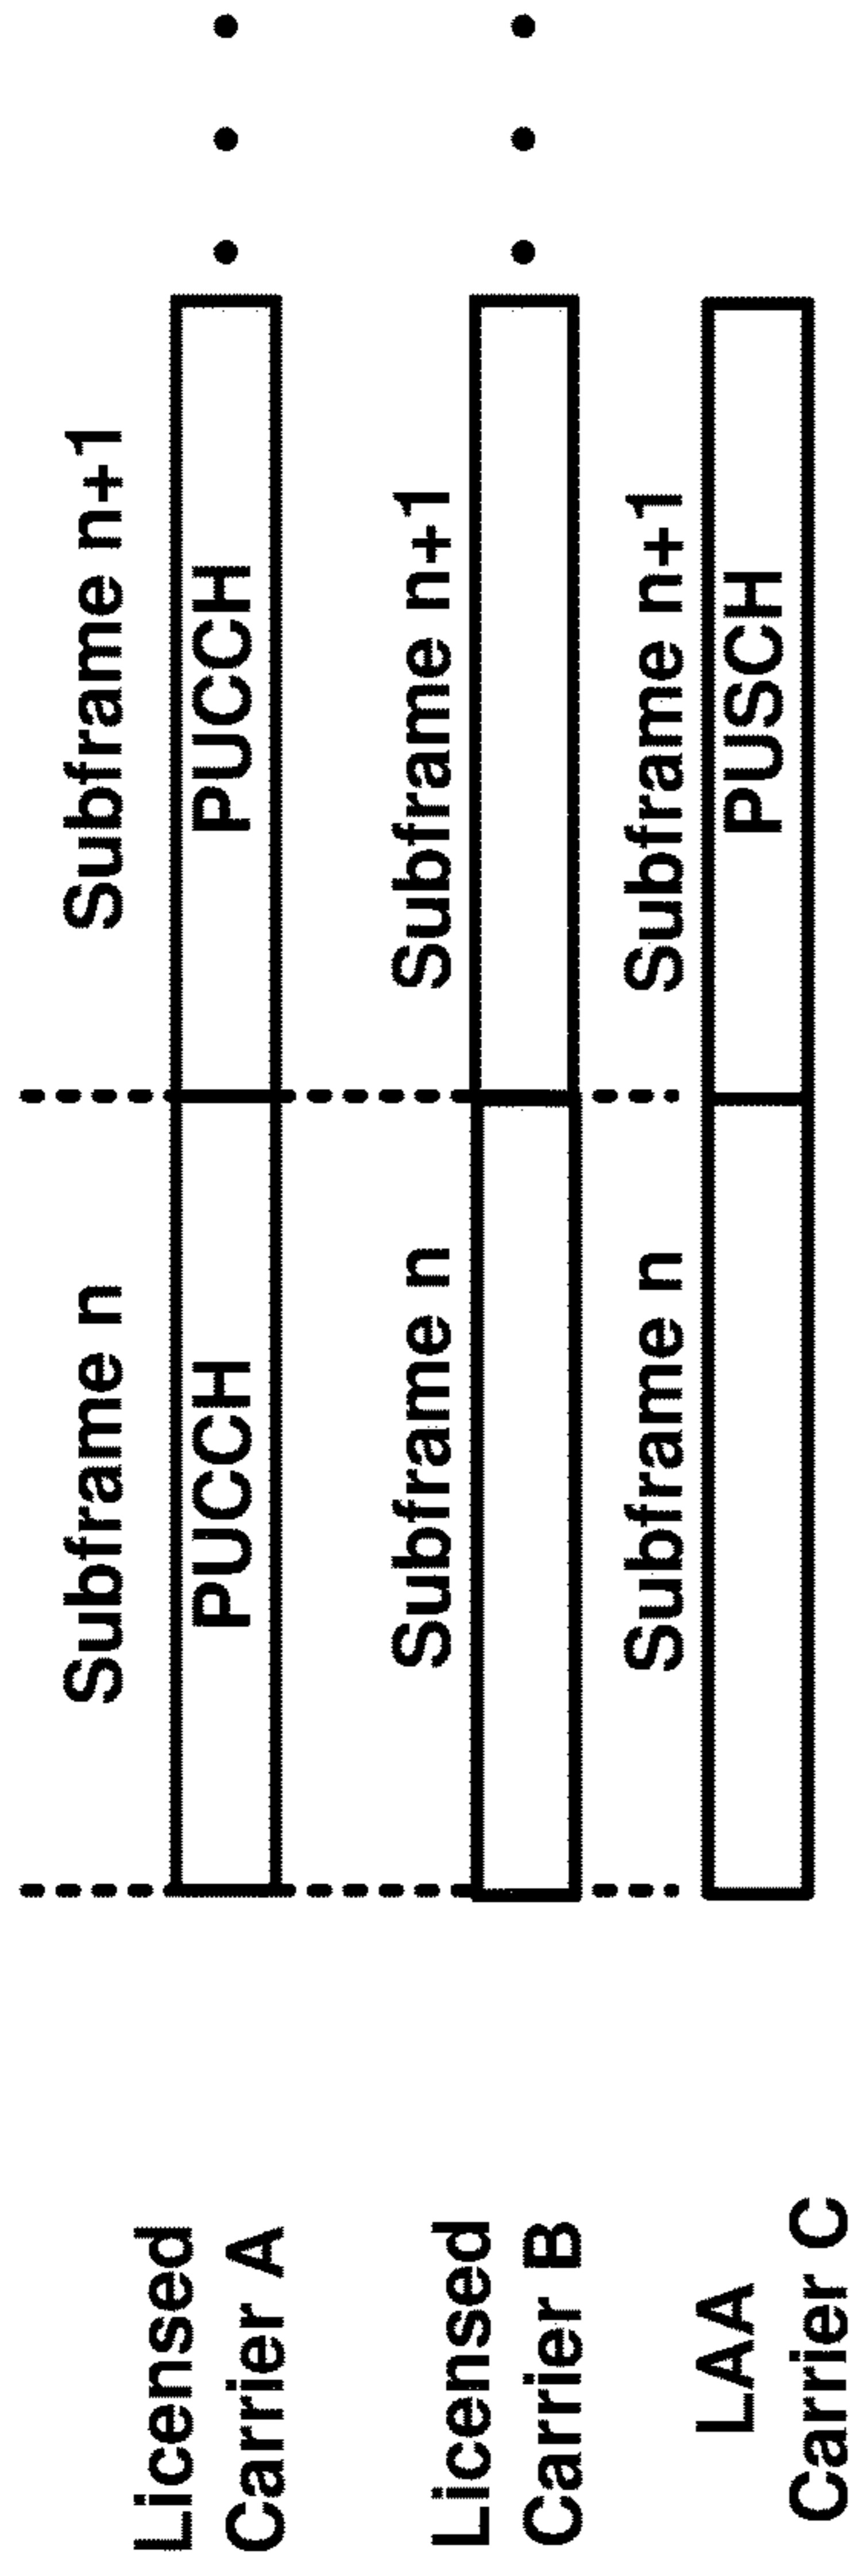 Subframe n
Subframe n+1
Licensed
Carrier A
PUCCH
PUCCH
Subframe n
Subframe n+1
Licensed
Carrier B
Subframe n
Subframe n+1
LAA
Carrier C
PUSCH